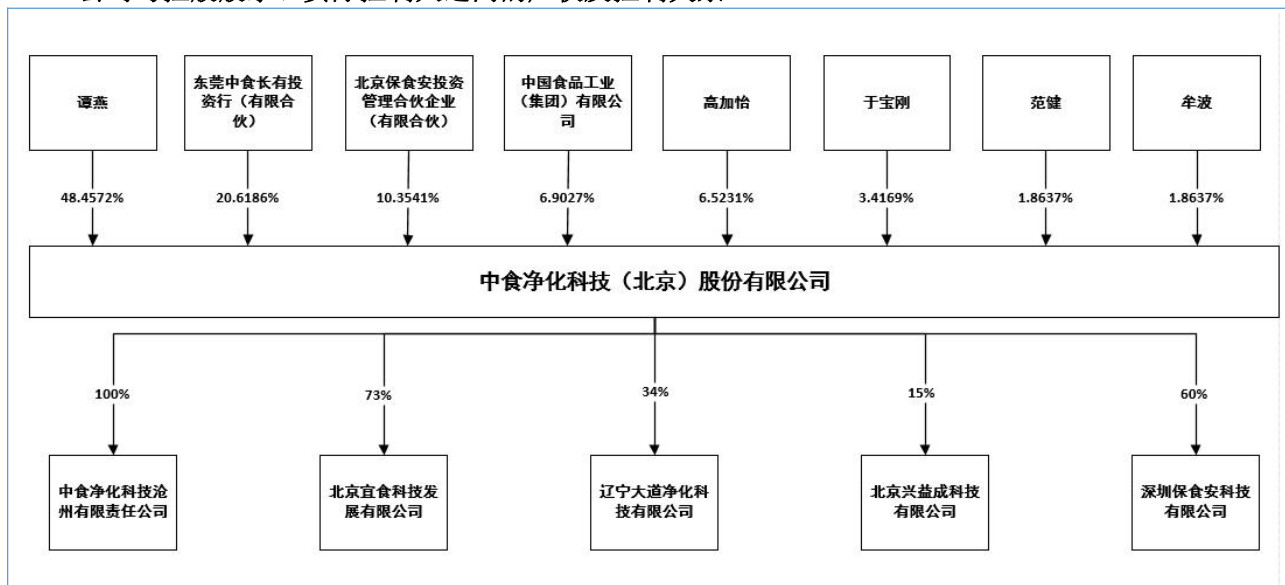 谭燕
东莞中食长有投
资行（有限合
伙）
北京保食安投资
管理合伙企业
（有限合伙）
中国食品工业
（集团）有限公
司
高加怡
于宝刚
范健
牟波
48.4572%
20.6186%
10.3541%
6.9027%
6.5231%
3.4169%
1.8637%
1.8637%
中食净化科技（北京）股份有限公司
100%
73%
34%
15%
60%
中食净化科技沧
州有限责任公司
北京宜食科技发
展有限公司
辽宁大道净化科
技有限公司
北京兴益成科技
有限公司
深圳保食安科技
有限公司